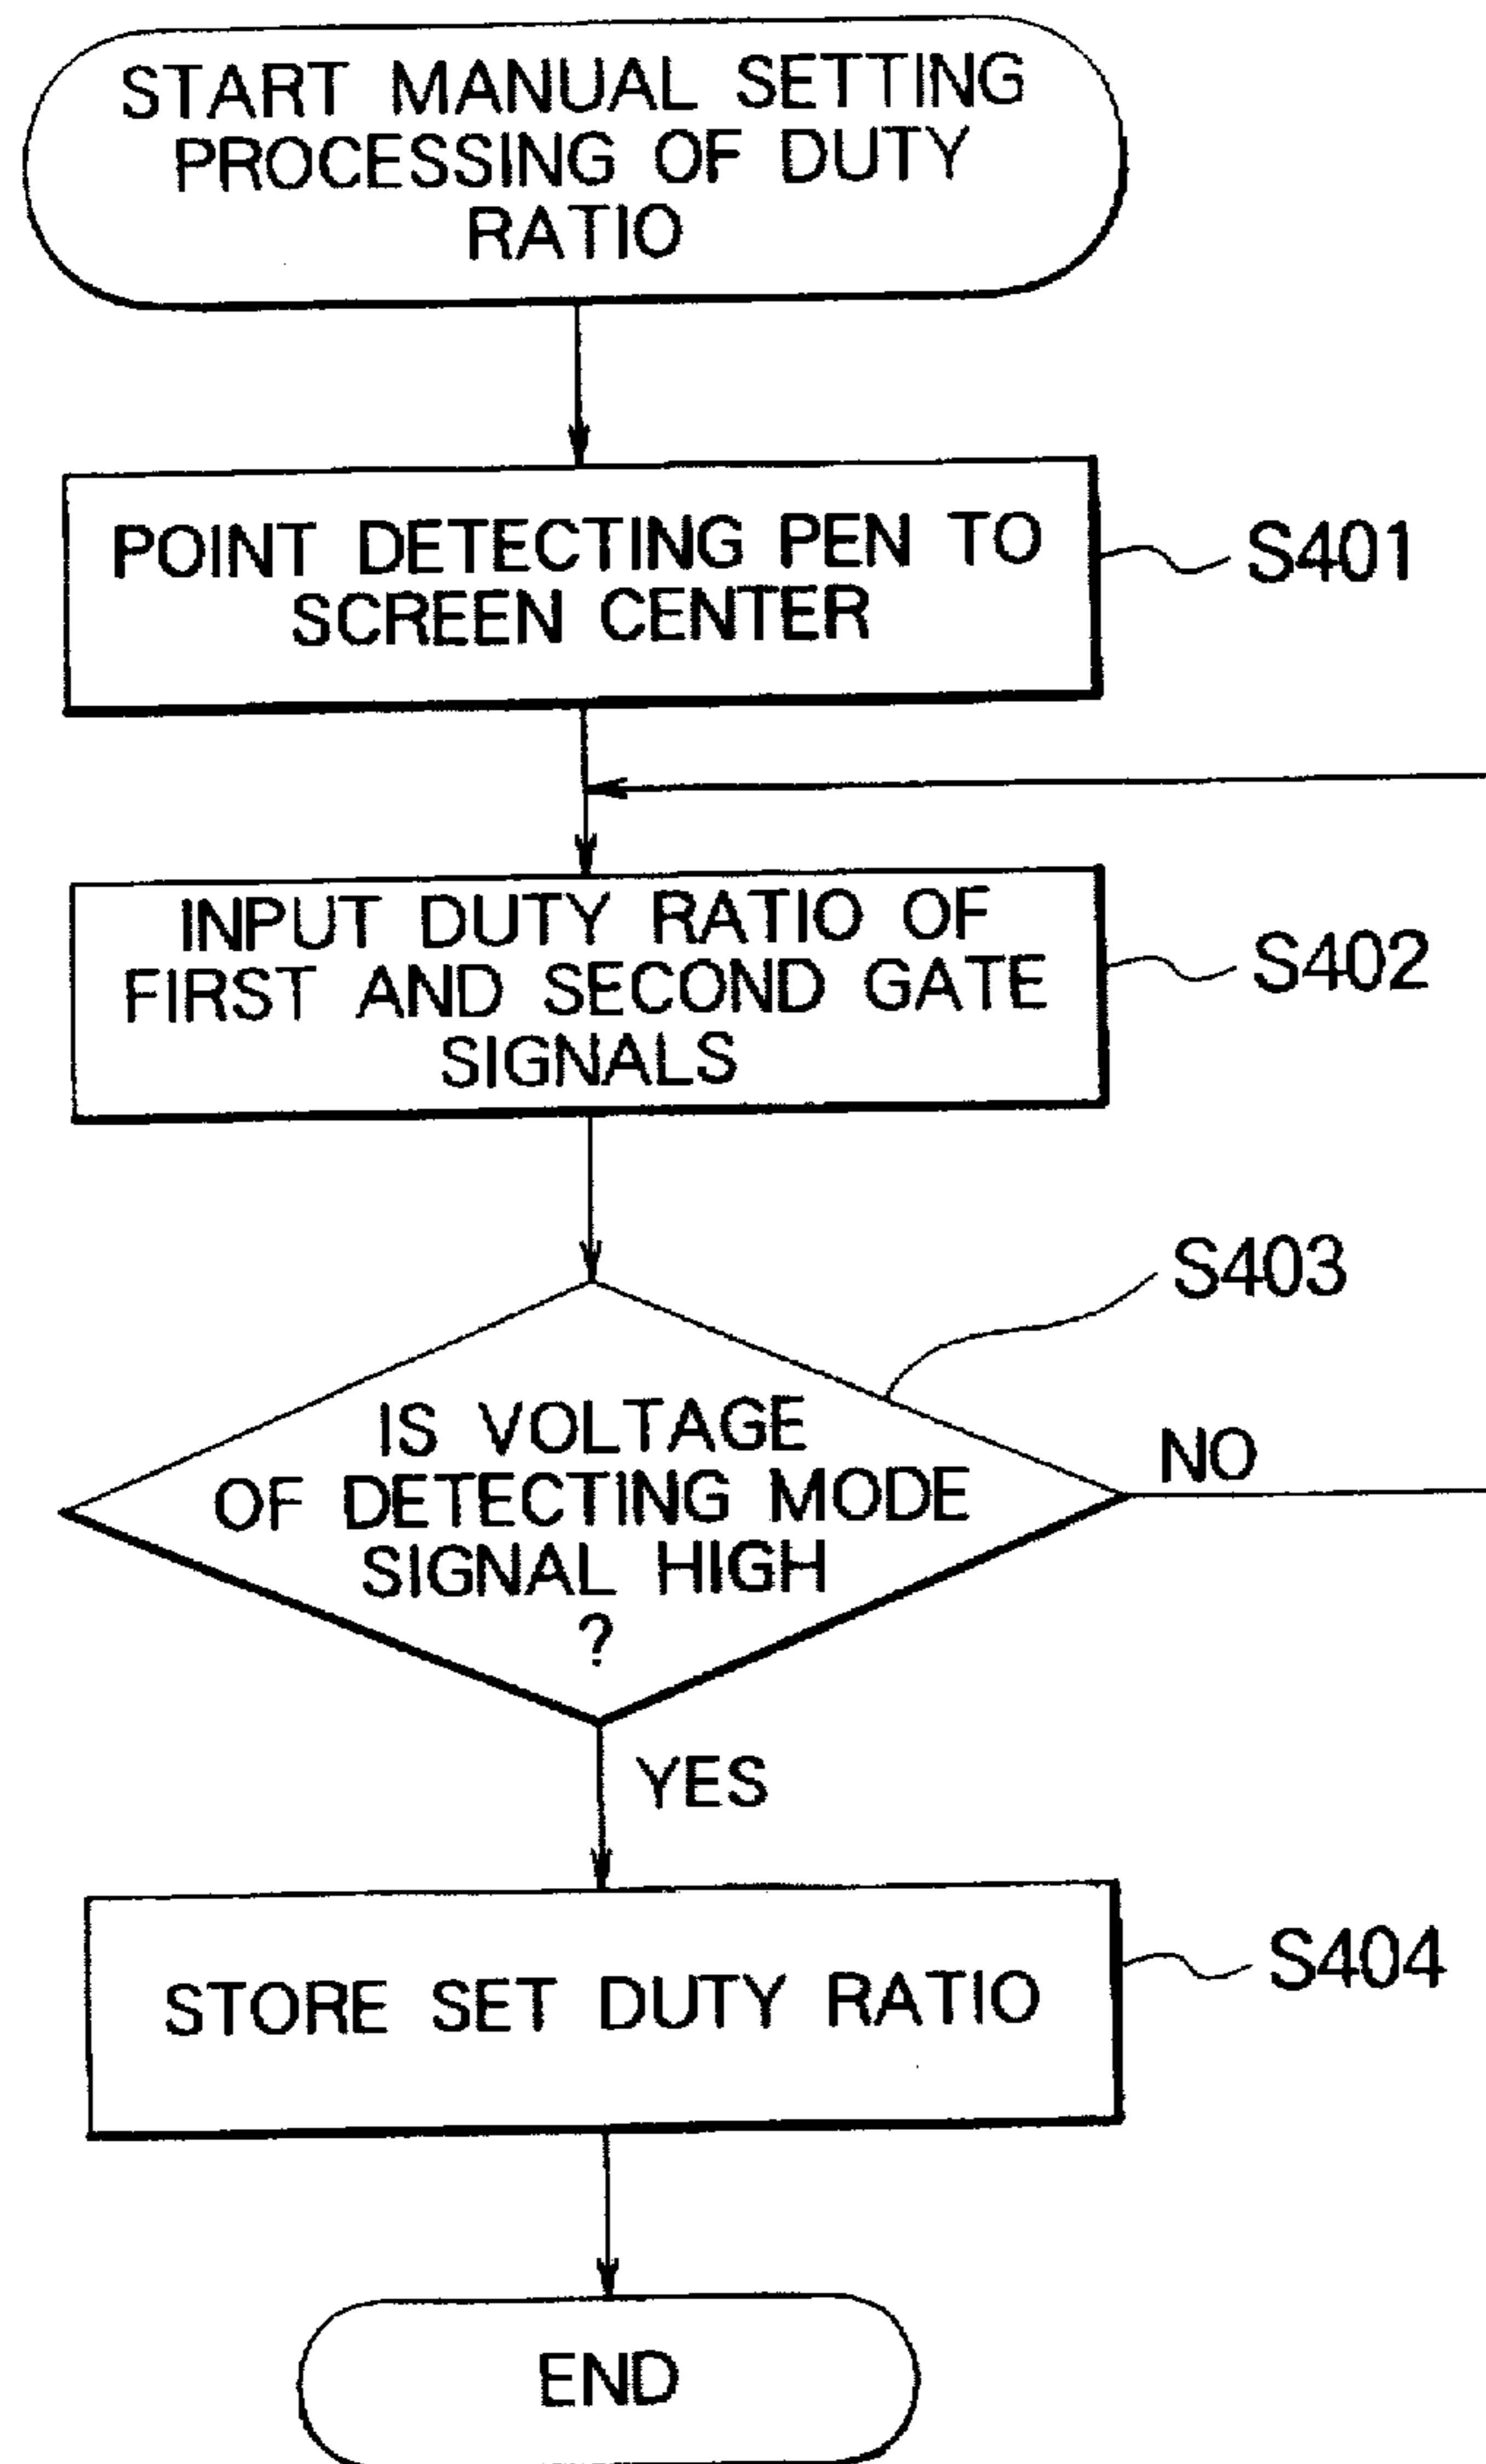 START MANUAL SETTING
PROCESSING OF DUTY
RATIO
POINT DETECTING PEN TO
SCREEN CENTER
S401
INPUT DUTY RATIO OF
FIRST AND SECOND GATE
SIGNALS
S402
S403
IS VOLTAGE
OF DETECTING MODE
SIGNAL HIGH
?
NO
YES
STORE SET DUTY RATIO
S404
END